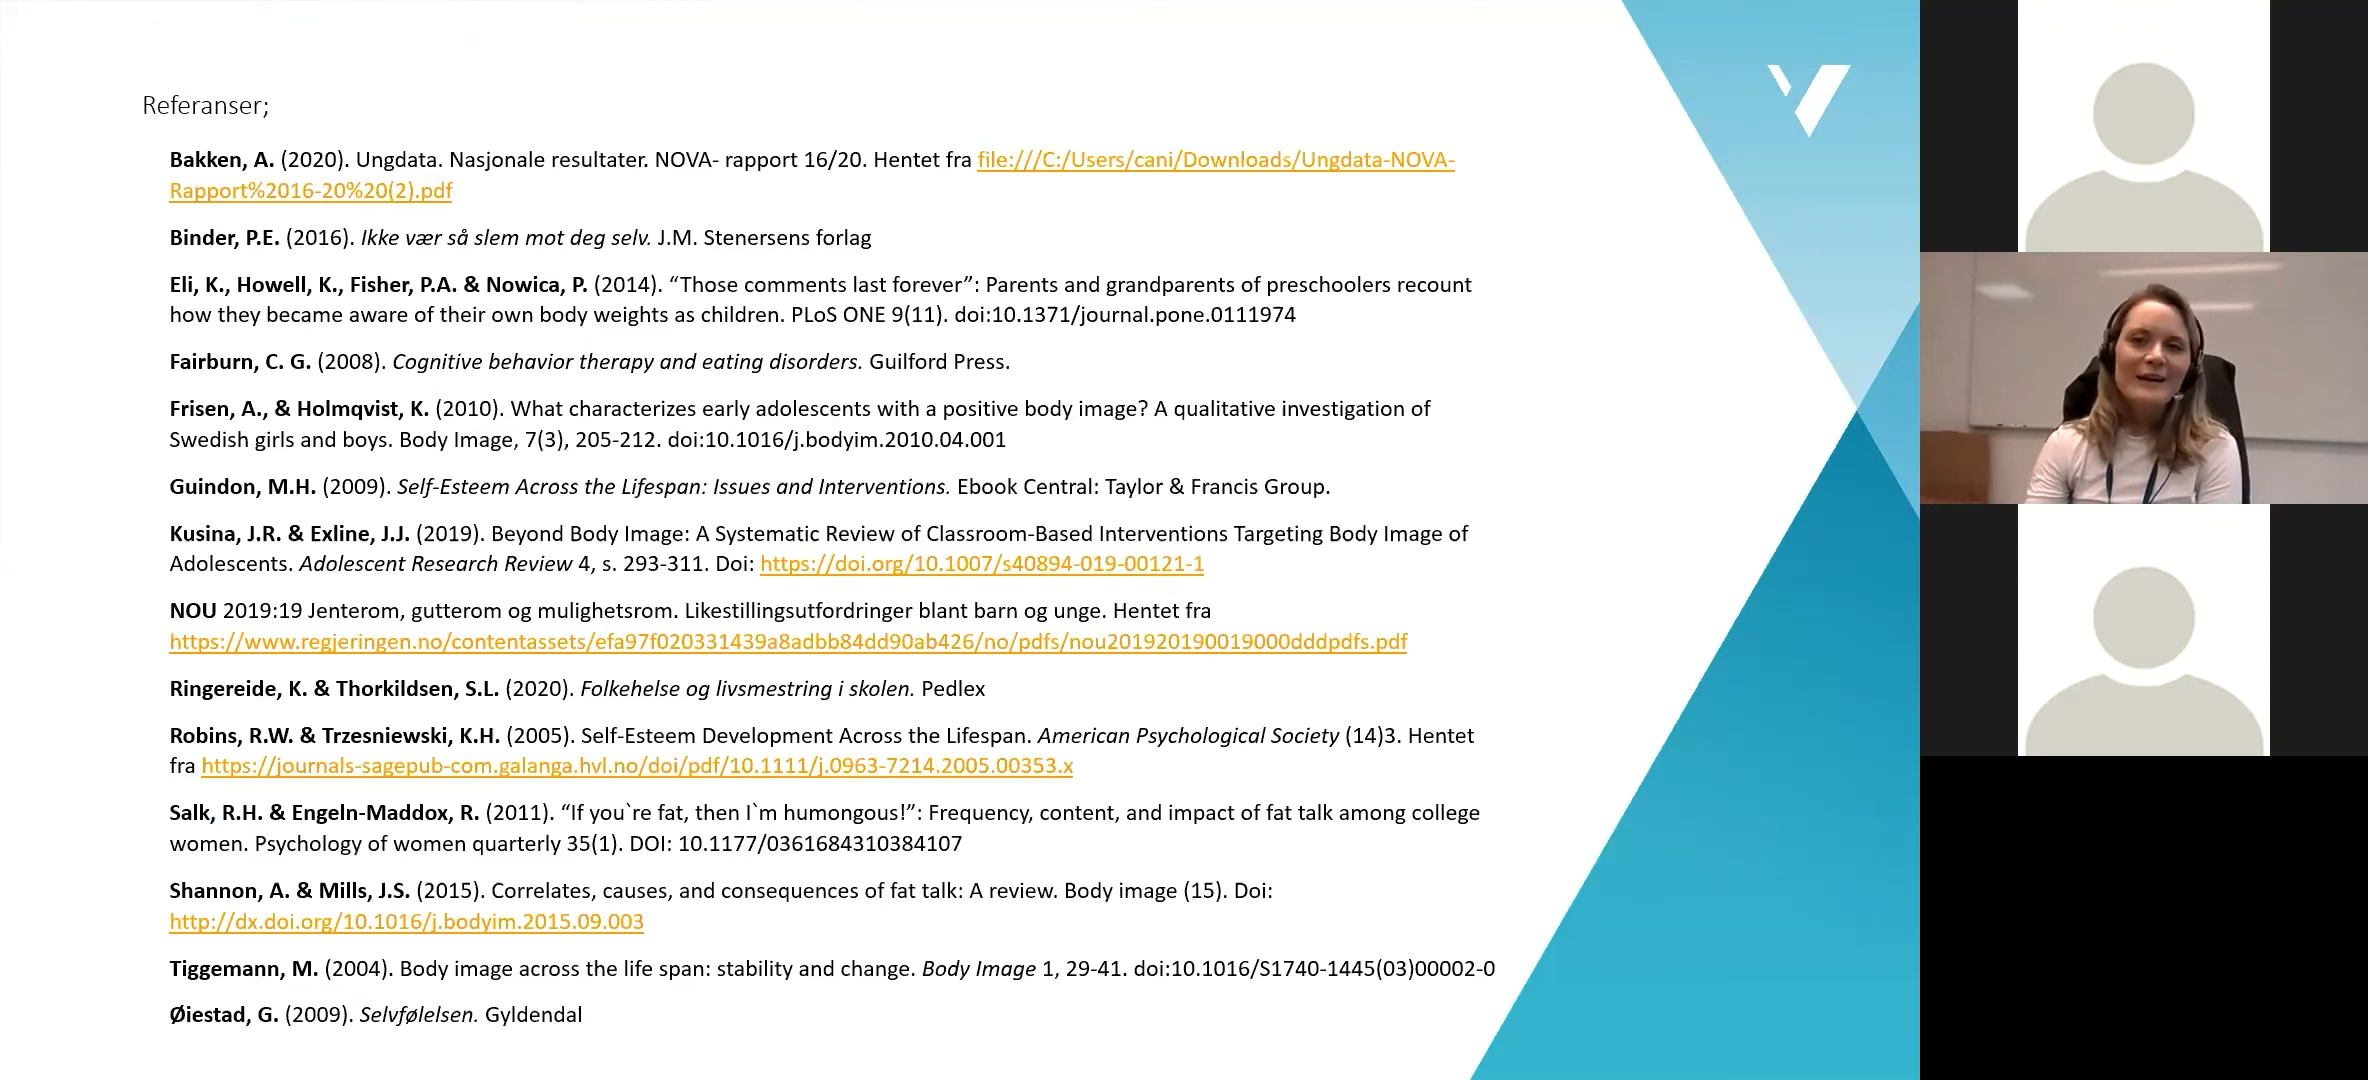 Referanser;
Bakken, A. (2020). Ungdata. Nasjonale resultater. NOVA- rapport 16/20. Hentet fra file:///C:/Users/cani/Downloads/Ungdata-NOVA-
Rapport%2016-20%20(2).pdf
Binder, P.E. (2016). Ikke vær så slem mot deg selv. J.M. Stenersens forlag
Eli, K., Howell, K., Fisher, P.A. & Nowica, P. (2014). “Those comments last forever”: Parents and grandparents of preschoolers recount
how they became aware of their own body weights as children. PLoS ONE 9(11). doi:10.1371/journal.pone.0111974
Fairburn, C. G. (2008). Cognitive behavior therapy and eating disorders. Guilford Press.
Frisen, A., & Holmqvist, K. (2010). What characterizes early adolescents with a positive body image? A qualitative investigation of
Swedish girls and boys. Body Image, 7(3), 205-212. doi:10.1016/j.bodyim.2010.04.001
Guindon, M.H. (2009). Self-Esteem Across the Lifespan: Issues and Interventions. Ebook Central: Taylor & Francis Group.
Kusina, J.R. & Exline, J.J. (2019). Beyond Body Image: A Systematic Review of Classroom-Based Interventions Targeting Body Image of
Adolescents. Adolescent Research Review 4, s. 293-311. Doi: https://doi.org/10.1007/s40894-019-00121-1
NOU 2019:19 Jenterom, gutterom og mulighetsrom. Likestillingsutfordringer blant barn og unge. Hentet fra
https://www.regjeringen.no/contentassets/efa97f020331439a8adbb84dd90ab426/no/pdfs/nou201920190019000dddpdfs.pdf
Ringereide, K. & Thorkildsen, S.L. (2020). Folkehelse og livsmestring i skolen. Pedlex
Robins, R.W. & Trzesniewski, K.H. (2005). Self-Esteem Development Across the Lifespan. American Psychological Society (14)3. Hentet
fra https://journals-sagepub-com.galanga.hvl.no/doi/pdf/10.1111/j.0963-7214.2005.00353.x
Salk, R.H. & Engeln-Maddox, R. (2011). “If you`re fat, then I`m humongous!”: Frequency, content, and impact of fat talk among college
women. Psychology of women quarterly 35(1). DOI: 10.1177/0361684310384107
Shannon, A. & Mills, J.S. (2015). Correlates, causes, and consequences of fat talk: A review. Body image (15). Doi:
http://dx.doi.org/10.1016/j.bodyim.2015.09.003
Tiggemann, M. (2004). Body image across the life span: stability and change. Body Image 1, 29-41. doi:10.1016/S1740-1445(03)00002-0
Øiestad, G. (2009). Selvfølelsen. Gyldendal